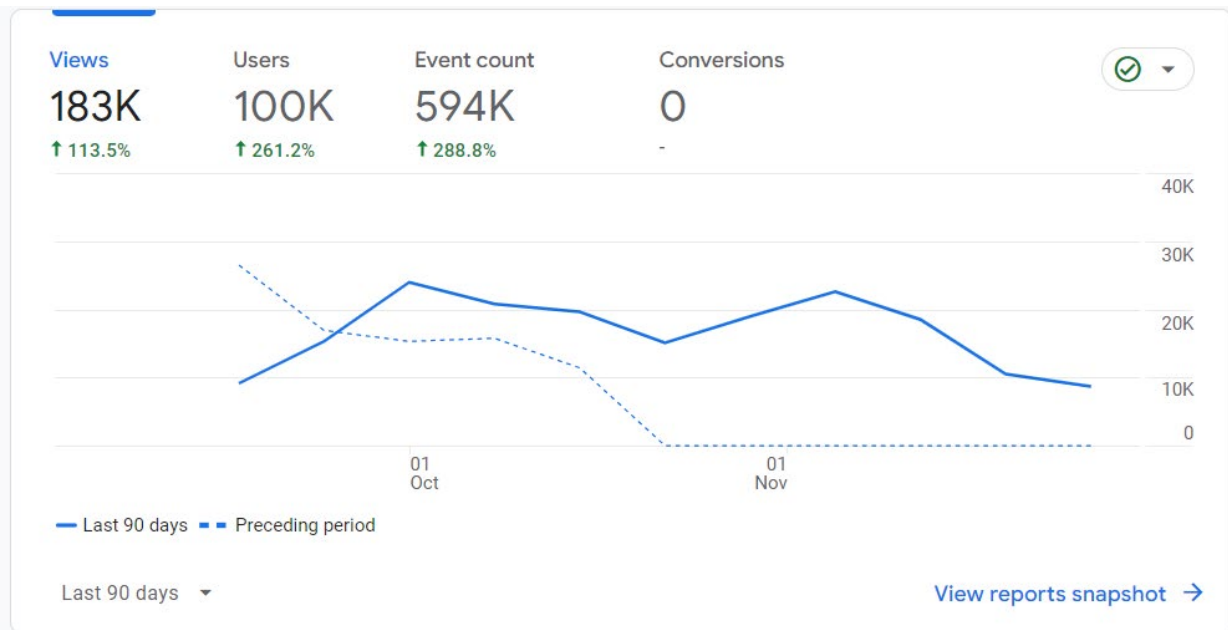 Views Users Event count Conversions
183K 100K 594K 0
↑ 113.5% ↑ 261.2% ↑ 288.8% -
40K
30K
20K
10K
0
01 01
Oct Nov
Last 90 days Preceding period
Last 90 days View reports snapshot →